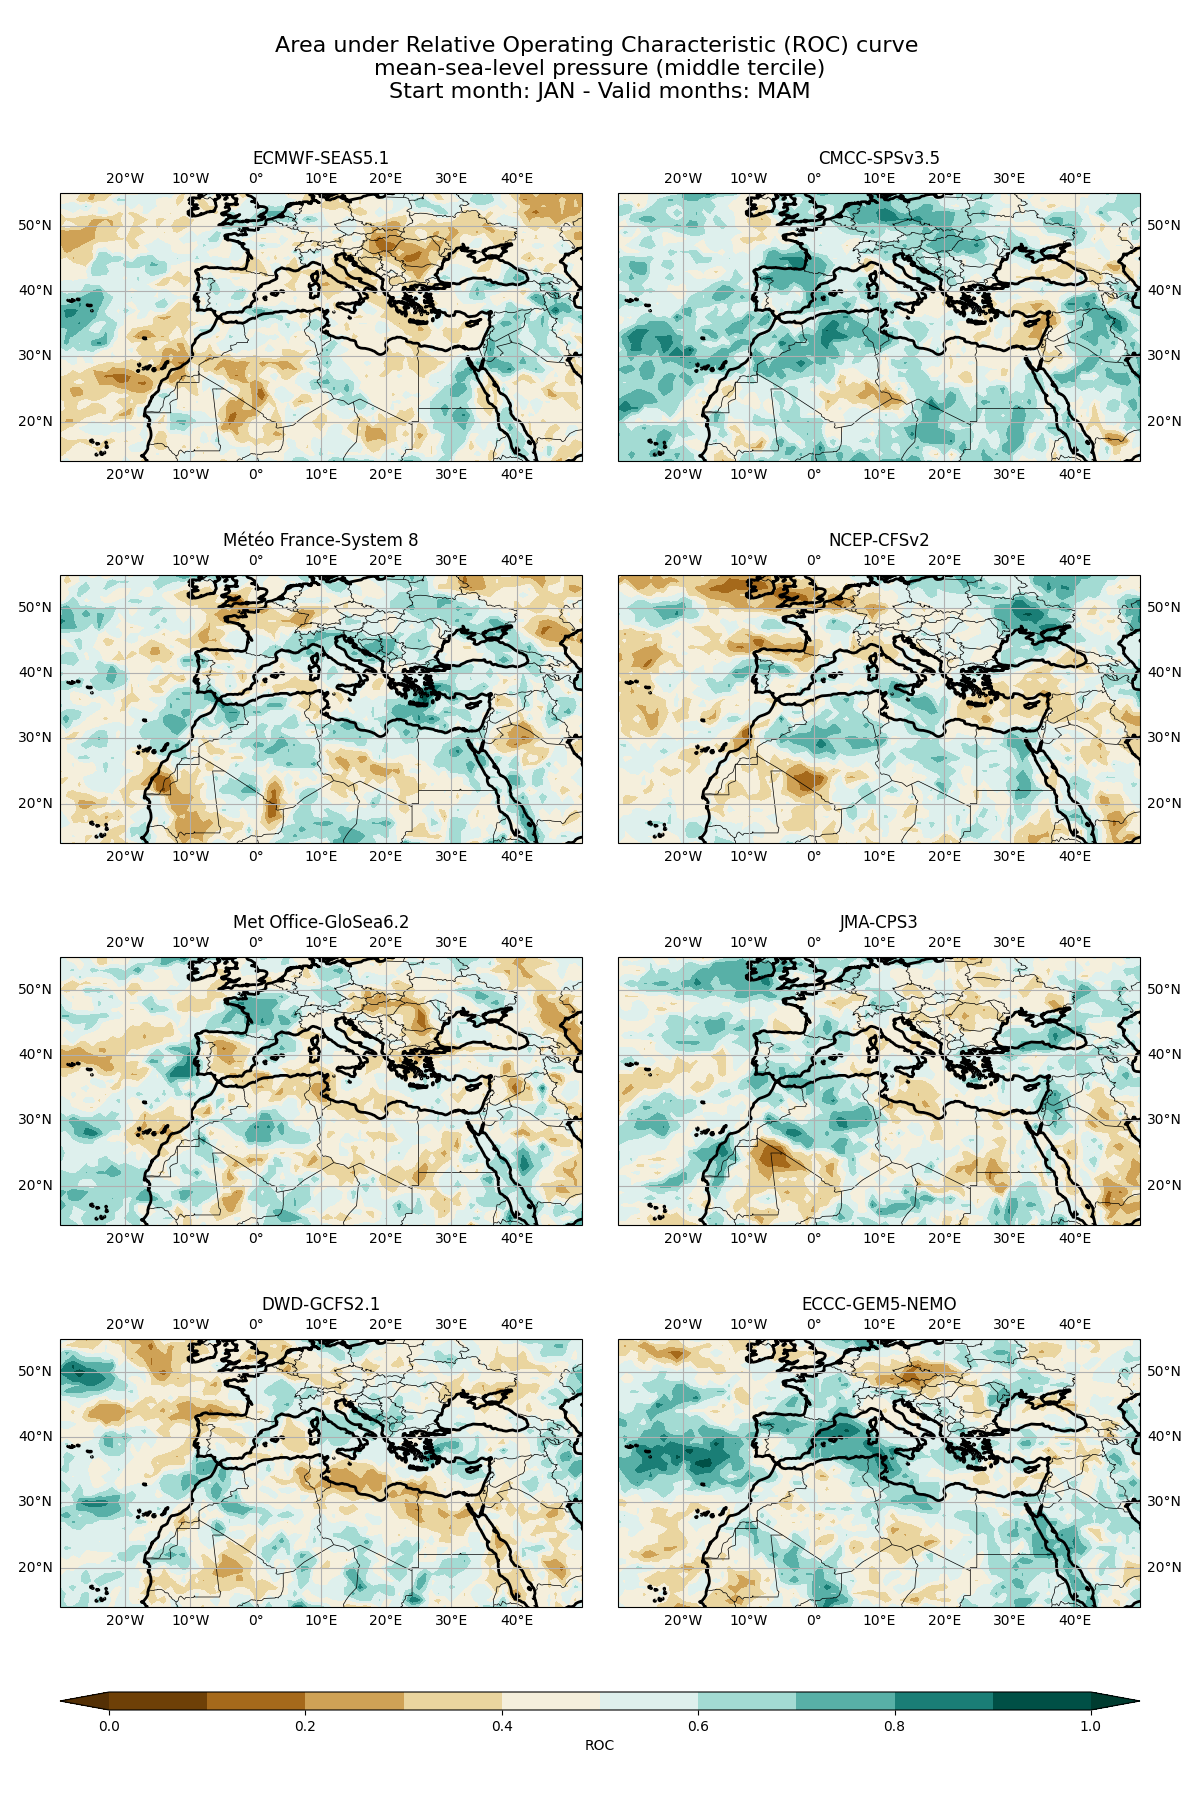 Area under Relative Operating Characteristic (ROC) curve
mean-sea-level pressure (middle tercile)
Start month: JAN - Valid months: MAM
ECMWF-SEAS5.1
CMCC-SPSv3.5
20°W 10°W 0° 10°E 20°E 30°E 40°E
20°W 10°W 0° 10°E 20°E 30°E 40°E
50°N
50°N
40°N
40°N
30°N
30°N
20°N
20°N
20°W 10°W 0° 10°E 20°E 30°E 40°E
20°W 10°W 0° 10°E 20°E 30°E 40°E
Météo France-System 8
NCEP-CFSv2
20°W 10°W 0° 10°E 20°E 30°E 40°E
20°W 10°W 0° 10°E 20°E 30°E 40°E
50°N
50°N
40°N
40°N
30°N
30°N
20°N
20°N
20°W 10°W 0° 10°E 20°E 30°E 40°E
20°W 10°W 0° 10°E 20°E 30°E 40°E
Met Office-GloSea6.2
JMA-CPS3
20°W 10°W 0° 10°E 20°E 30°E 40°E
20°W 10°W 0° 10°E 20°E 30°E 40°E
50°N
50°N
40°N
40°N
30°N
30°N
20°N
20°N
20°W 10°W 0° 10°E 20°E 30°E 40°E
20°W 10°W 0° 10°E 20°E 30°E 40°E
DWD-GCFS2.1
ECCC-GEM5-NEMO
20°W 10°W 0° 10°E 20°E 30°E 40°E
20°W 10°W 0° 10°E 20°E 30°E 40°E
50°N
50°N
40°N
40°N
30°N
30°N
20°N
20°N
20°W 10°W 0° 10°E 20°E 30°E 40°E
20°W 10°W 0° 10°E 20°E 30°E 40°E
0.0 0.2 0.4 0.6 0.8 1.0
ROC